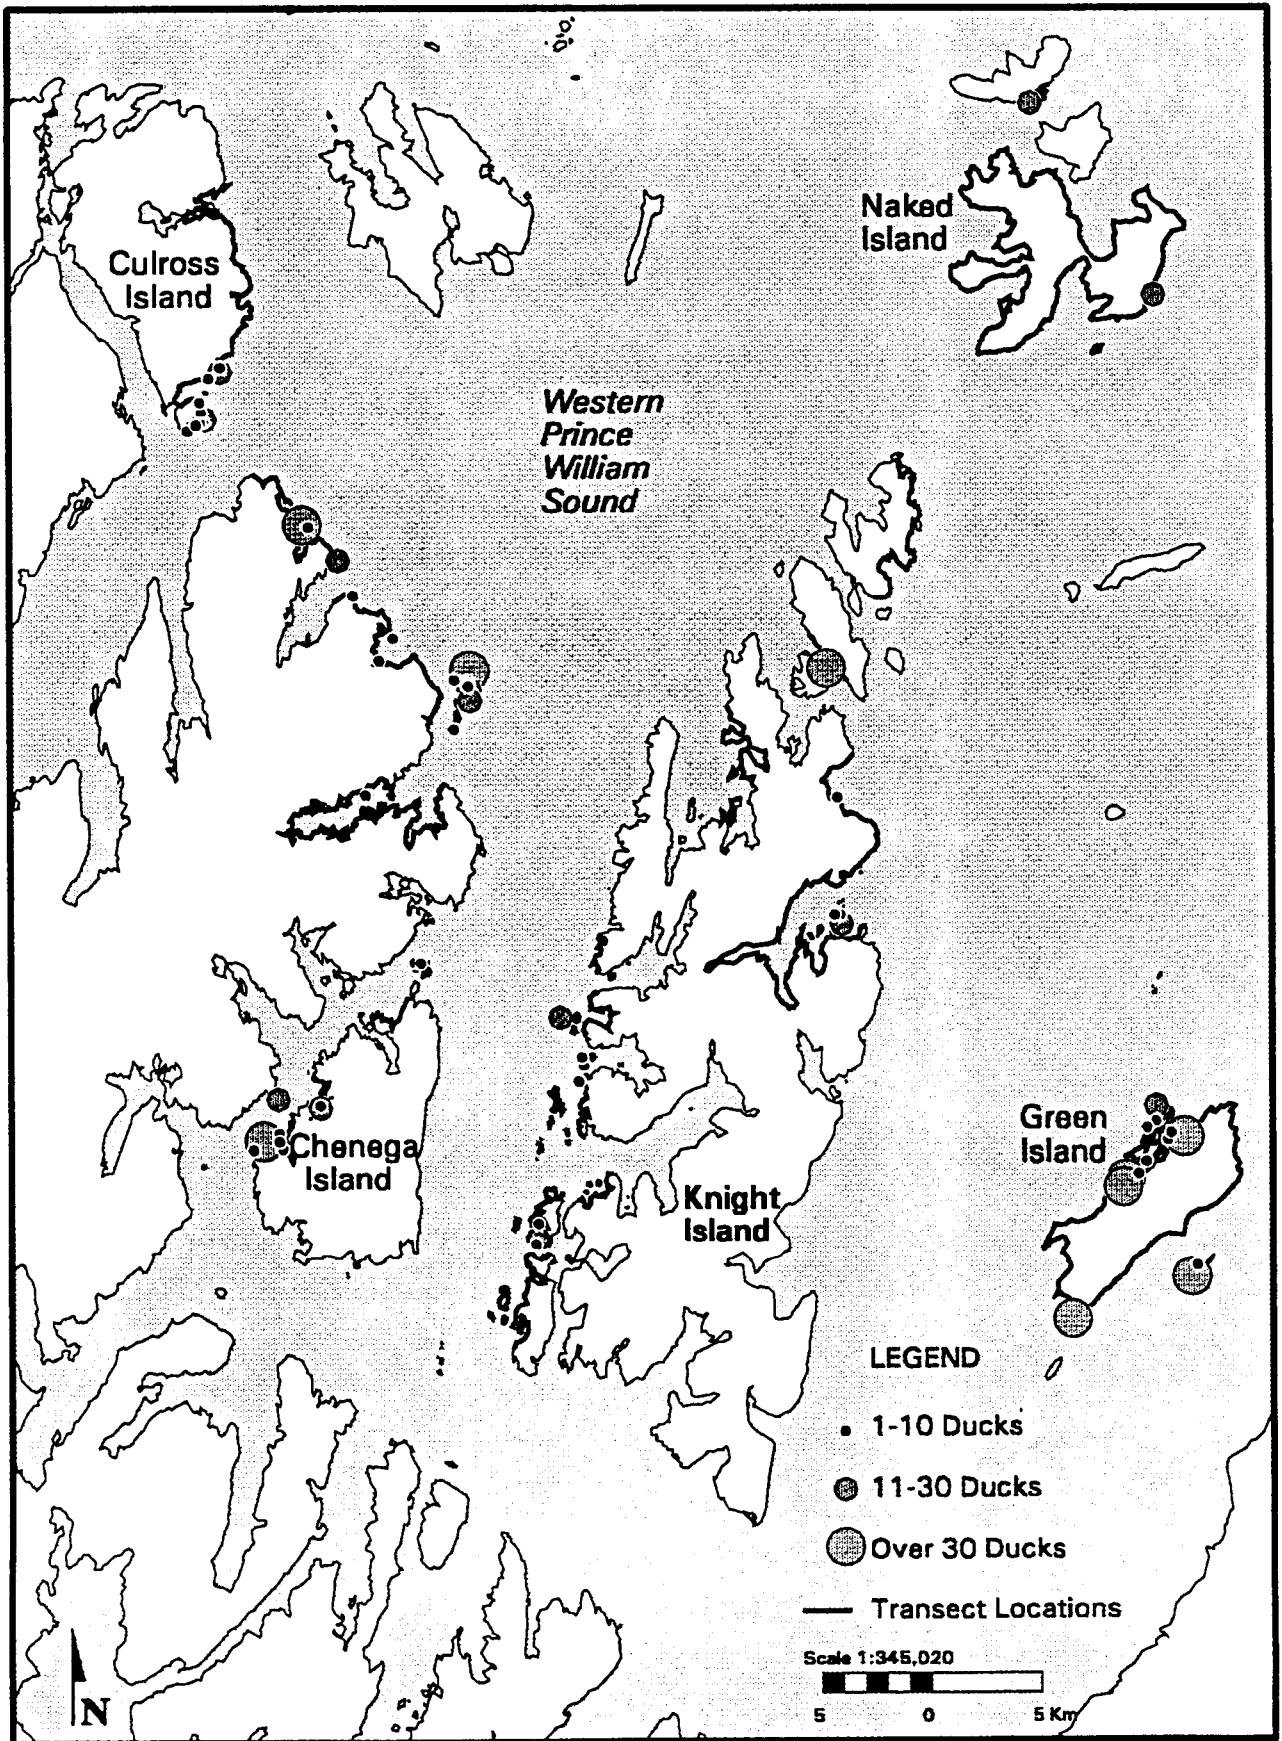 Naked
Island
Culross
Island
Western
Prince
William
Sound
Green
Island
Chenega
Island
Knight
Island
LEGEND
1-10 Ducks
11-30 Ducks
Over 30 Ducks
Transect Locations
Scale 1:345,020
5 0 5 Km
N